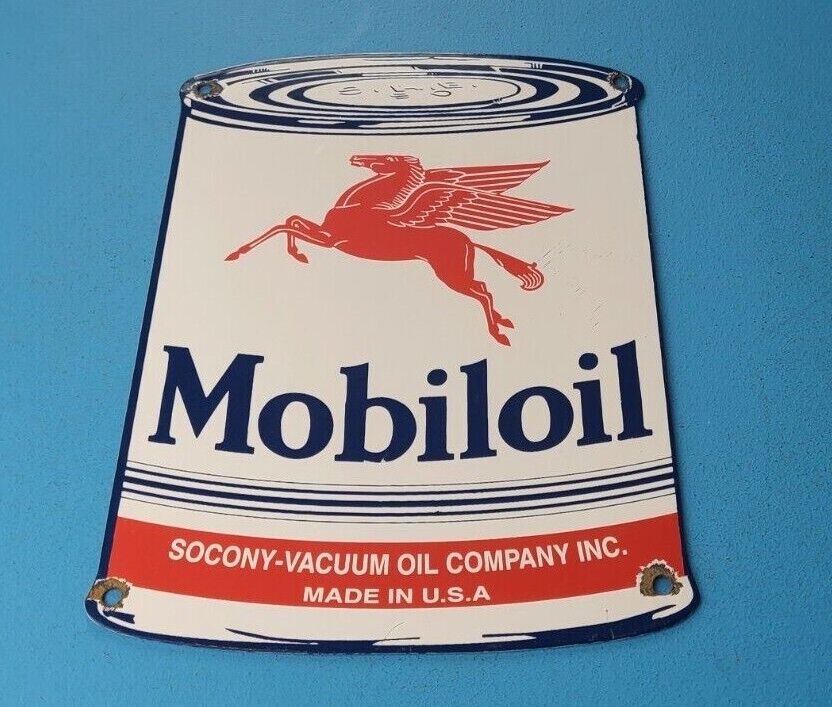 Mobiloil
SOCONY-VACUUM OIL COMPANY INC.
MADE IN U.S.A